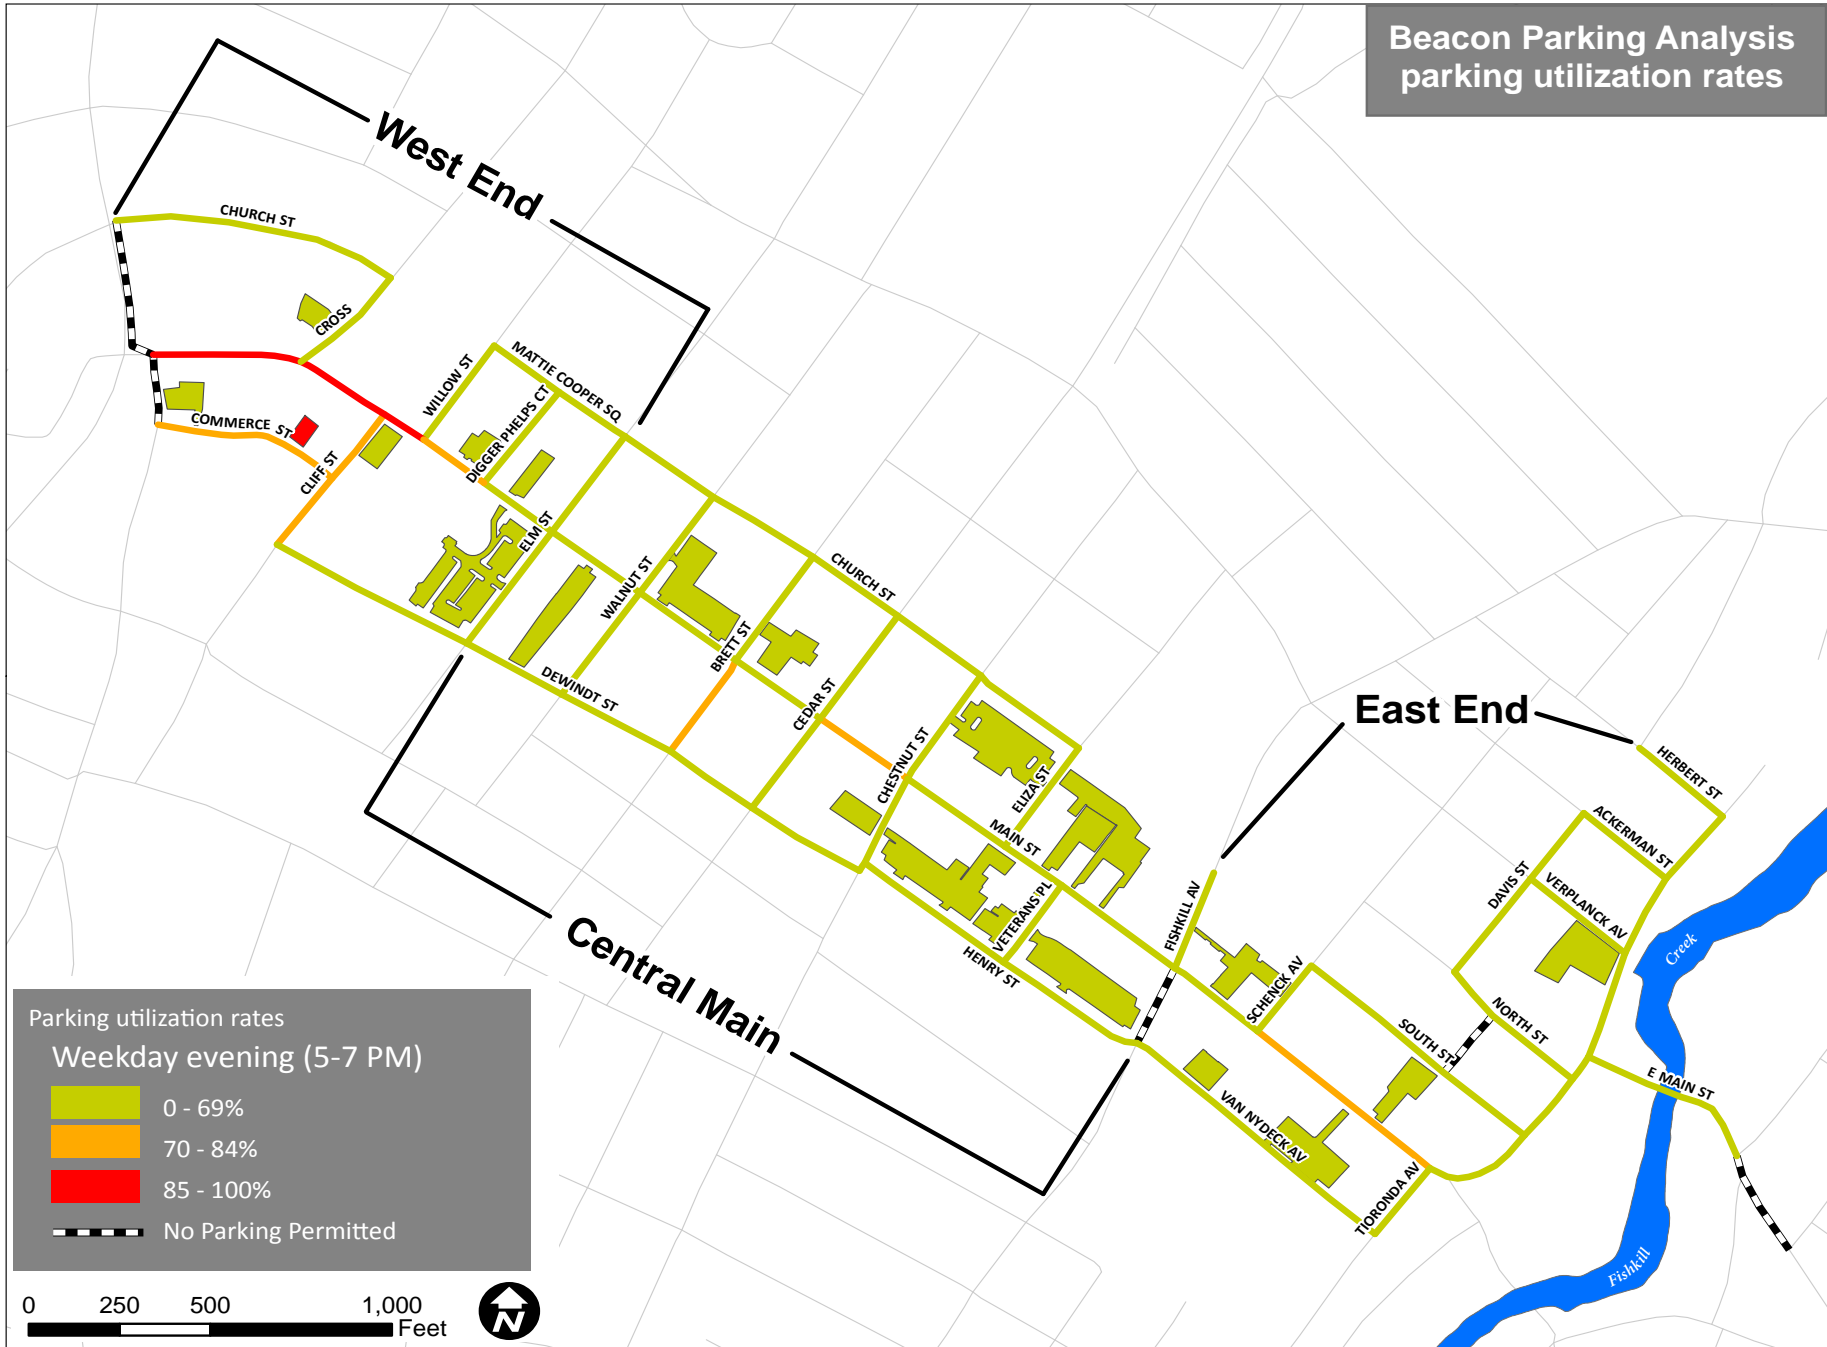 Beacon Parking Analysis
parking utilization rates
West End
CHURCH ST
CROSS
WILLOW ST
MATTIE COOPER SQ
DIGGER PHELPS CT
COMMERCE ST
CLIFF ST
ELM ST
WALNUT ST
CHURCH ST
BRETT ST
DEWINDT ST
CEDAR ST
CHESTNUT ST
ELIZA ST
MAIN ST
East End
HERBERT ST
ACKERMAN ST
DAVIS ST
VERPLANCK AV
FISHKILL AV
VETERANS PL
HENRY ST
SCHENCK AV
SOUTH ST
NORTH ST
Creek
E MAIN ST
Central Main
VAN NYDECK AV
TIORONDA AV
Fishkill
Parking utilization rates
Weekday evening (5-7 PM)
0 - 69%
70 - 84%
85 - 100%
No Parking Permitted
0 250 500 1,000
Feet
N